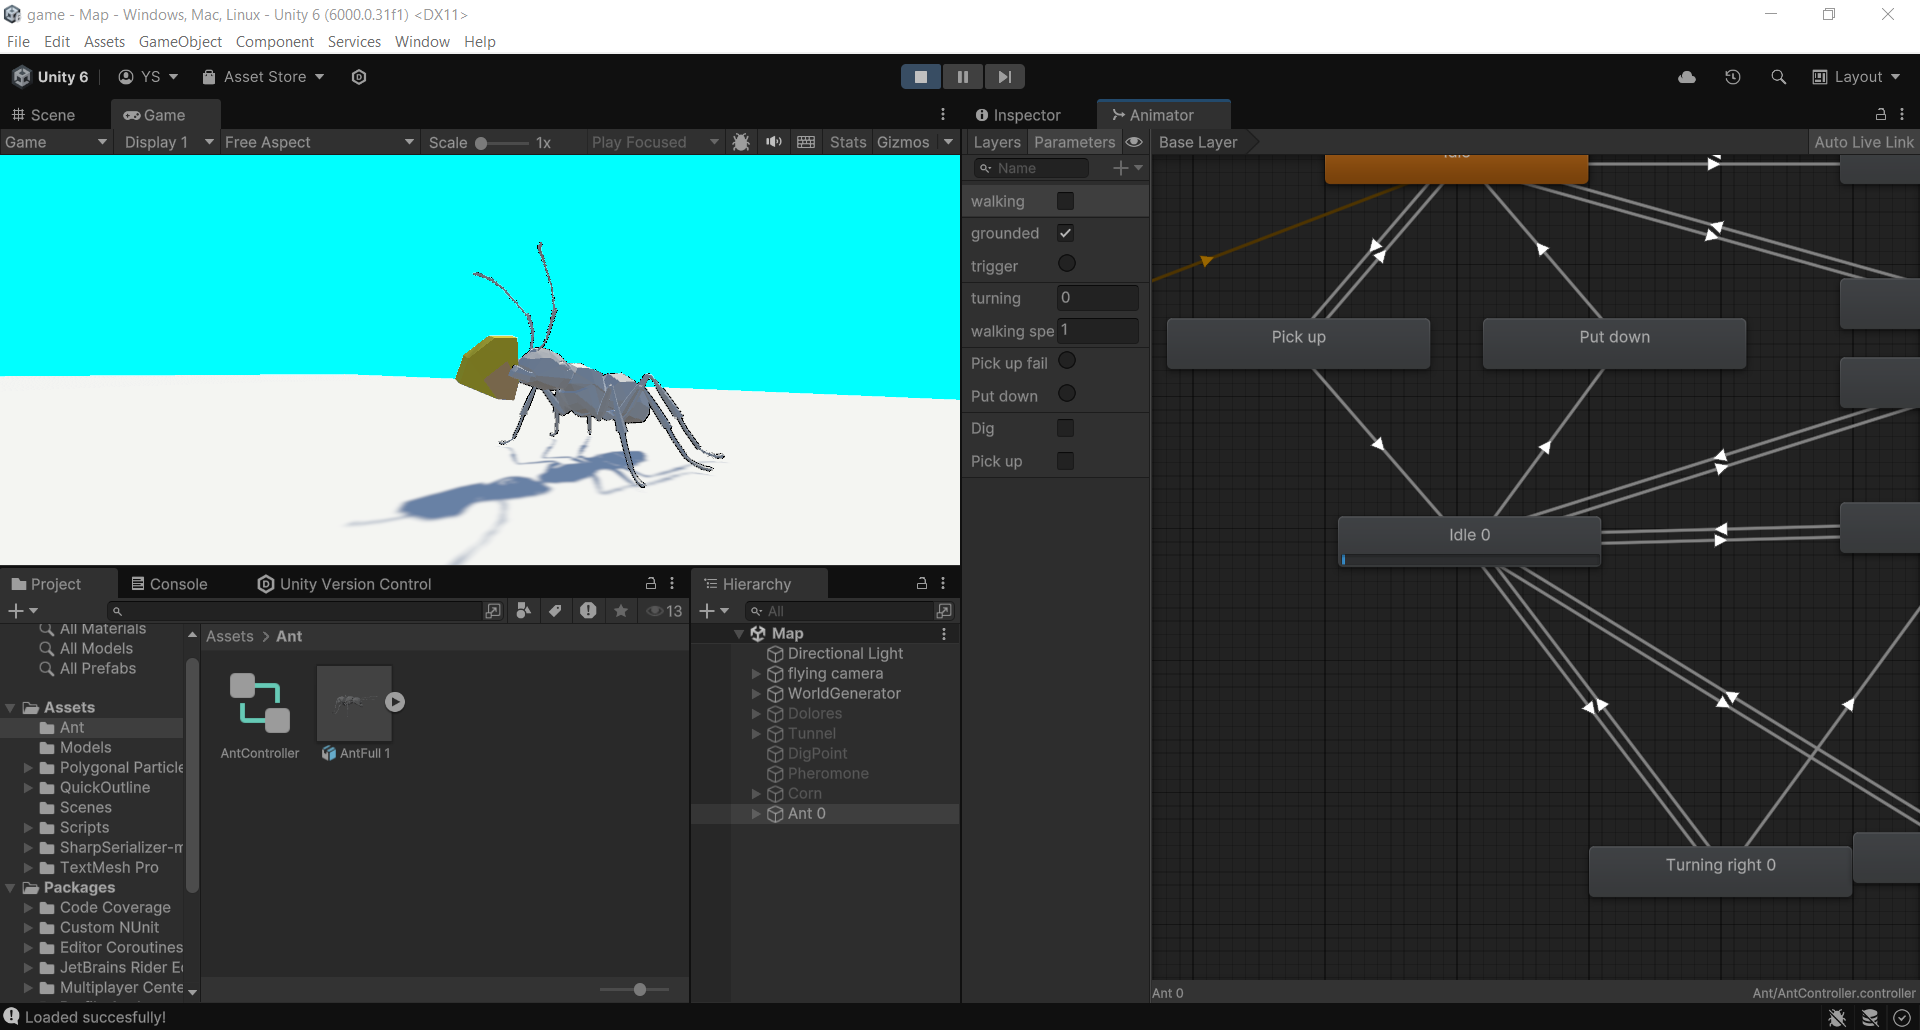 game - Map - Windows, Mac, Linux - Unity 6 (6000.0.31f1) <DX11>
File Edit Assets GameObject Component Services Window Help
Unity 6 YS Asset Store Layout
Scene Game
Game Display 1 Free Aspect Scale 1x Play Focused Stats Gizmos
Inspector Animator
Layers Parameters Base Layer Auto Live Link
Name
walking
grounded
trigger
turning 0
walking spe 1
Pick up fail
Put down
Dig
Pick up
Pick up
Put down
Idle 0
Turning right 0
Ant 0 Ant/AntController.controller
Project Console Unity Version Control
13
All Materials
All Models
All Prefabs
Assets
Ant
Models
Polygonal Particle
QuickOutline
Scenes
Scripts
SharpSerializer-m
TextMesh Pro
Packages
Code Coverage
Custom NUnit
Editor Coroutines
JetBrains Rider E
Multiplayer Cente
Assets > Ant
AntController AntFull 1
Hierarchy
All
Map
Directional Light
flying camera
WorldGenerator
Dolores
Tunnel
DigPoint
Pheromone
Corn
Ant 0
Loaded succesfully!